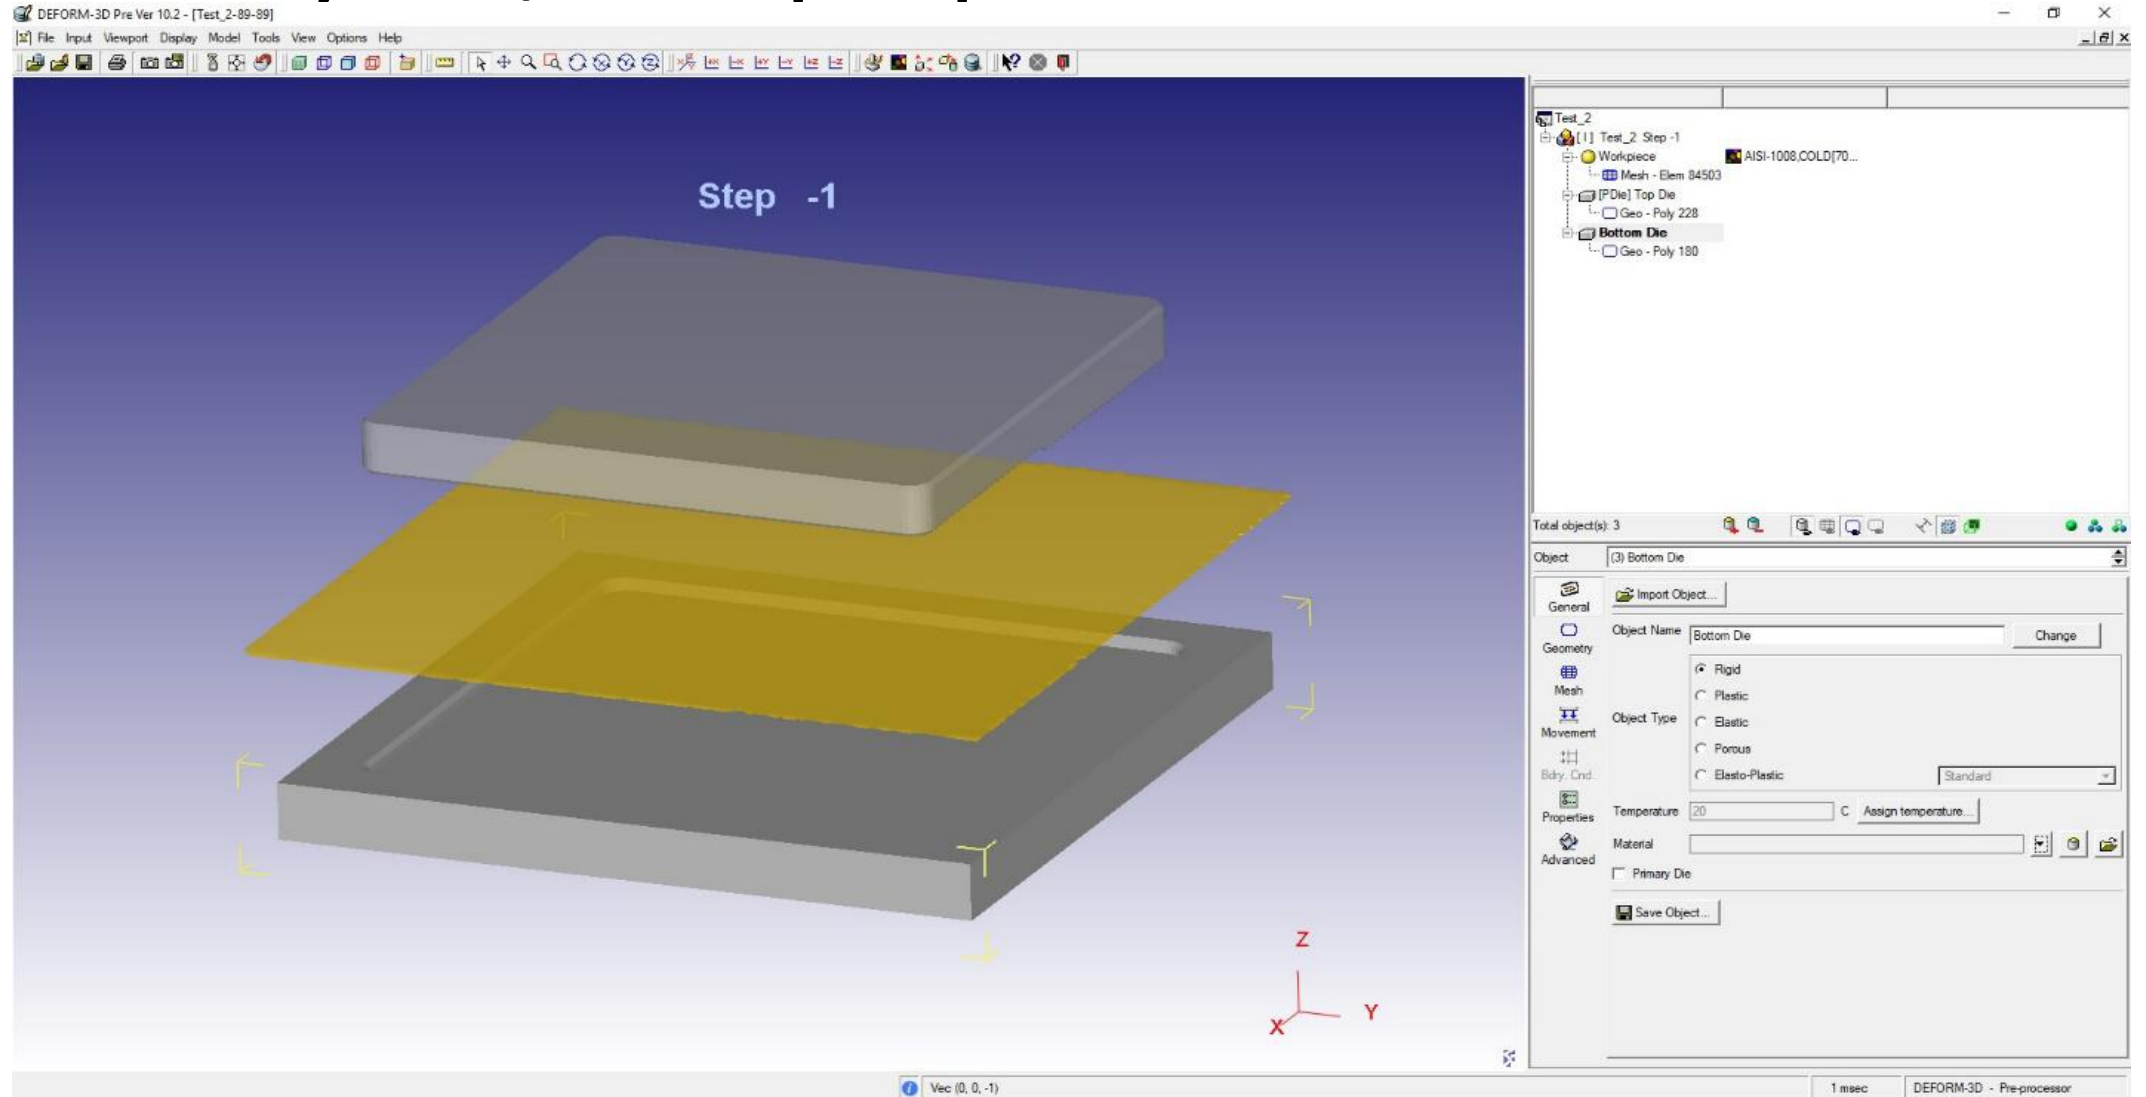 DEFORM-3D Pre Ver 10.2 - [Test_2-89-89]
File Input Viewport Display Model Tools View Options Help
Step -1
Z
Y
X
Test_2
[1] Test_2 Step -1
Workpiece AISI-1008,COLD[70...
Mesh - Elem 84503
[PDie] Top Die
Geo - Poly 228
Bottom Die
Geo - Poly 180
Total object(s): 3
Object (3) Bottom Die
General
Geometry
Mesh
Movement
Bdry. Cnd.
Properties
Advanced
Import Object...
Object Name Bottom Die Change
Object Type
Rigid
Plastic
Elastic
Porous
Elasto-Plastic Standard
Temperature 20 C Assign temperature...
Material
Primary Die
Save Object...
Vec (0, 0, -1)
1 msec
DEFORM-3D - Pre-processor